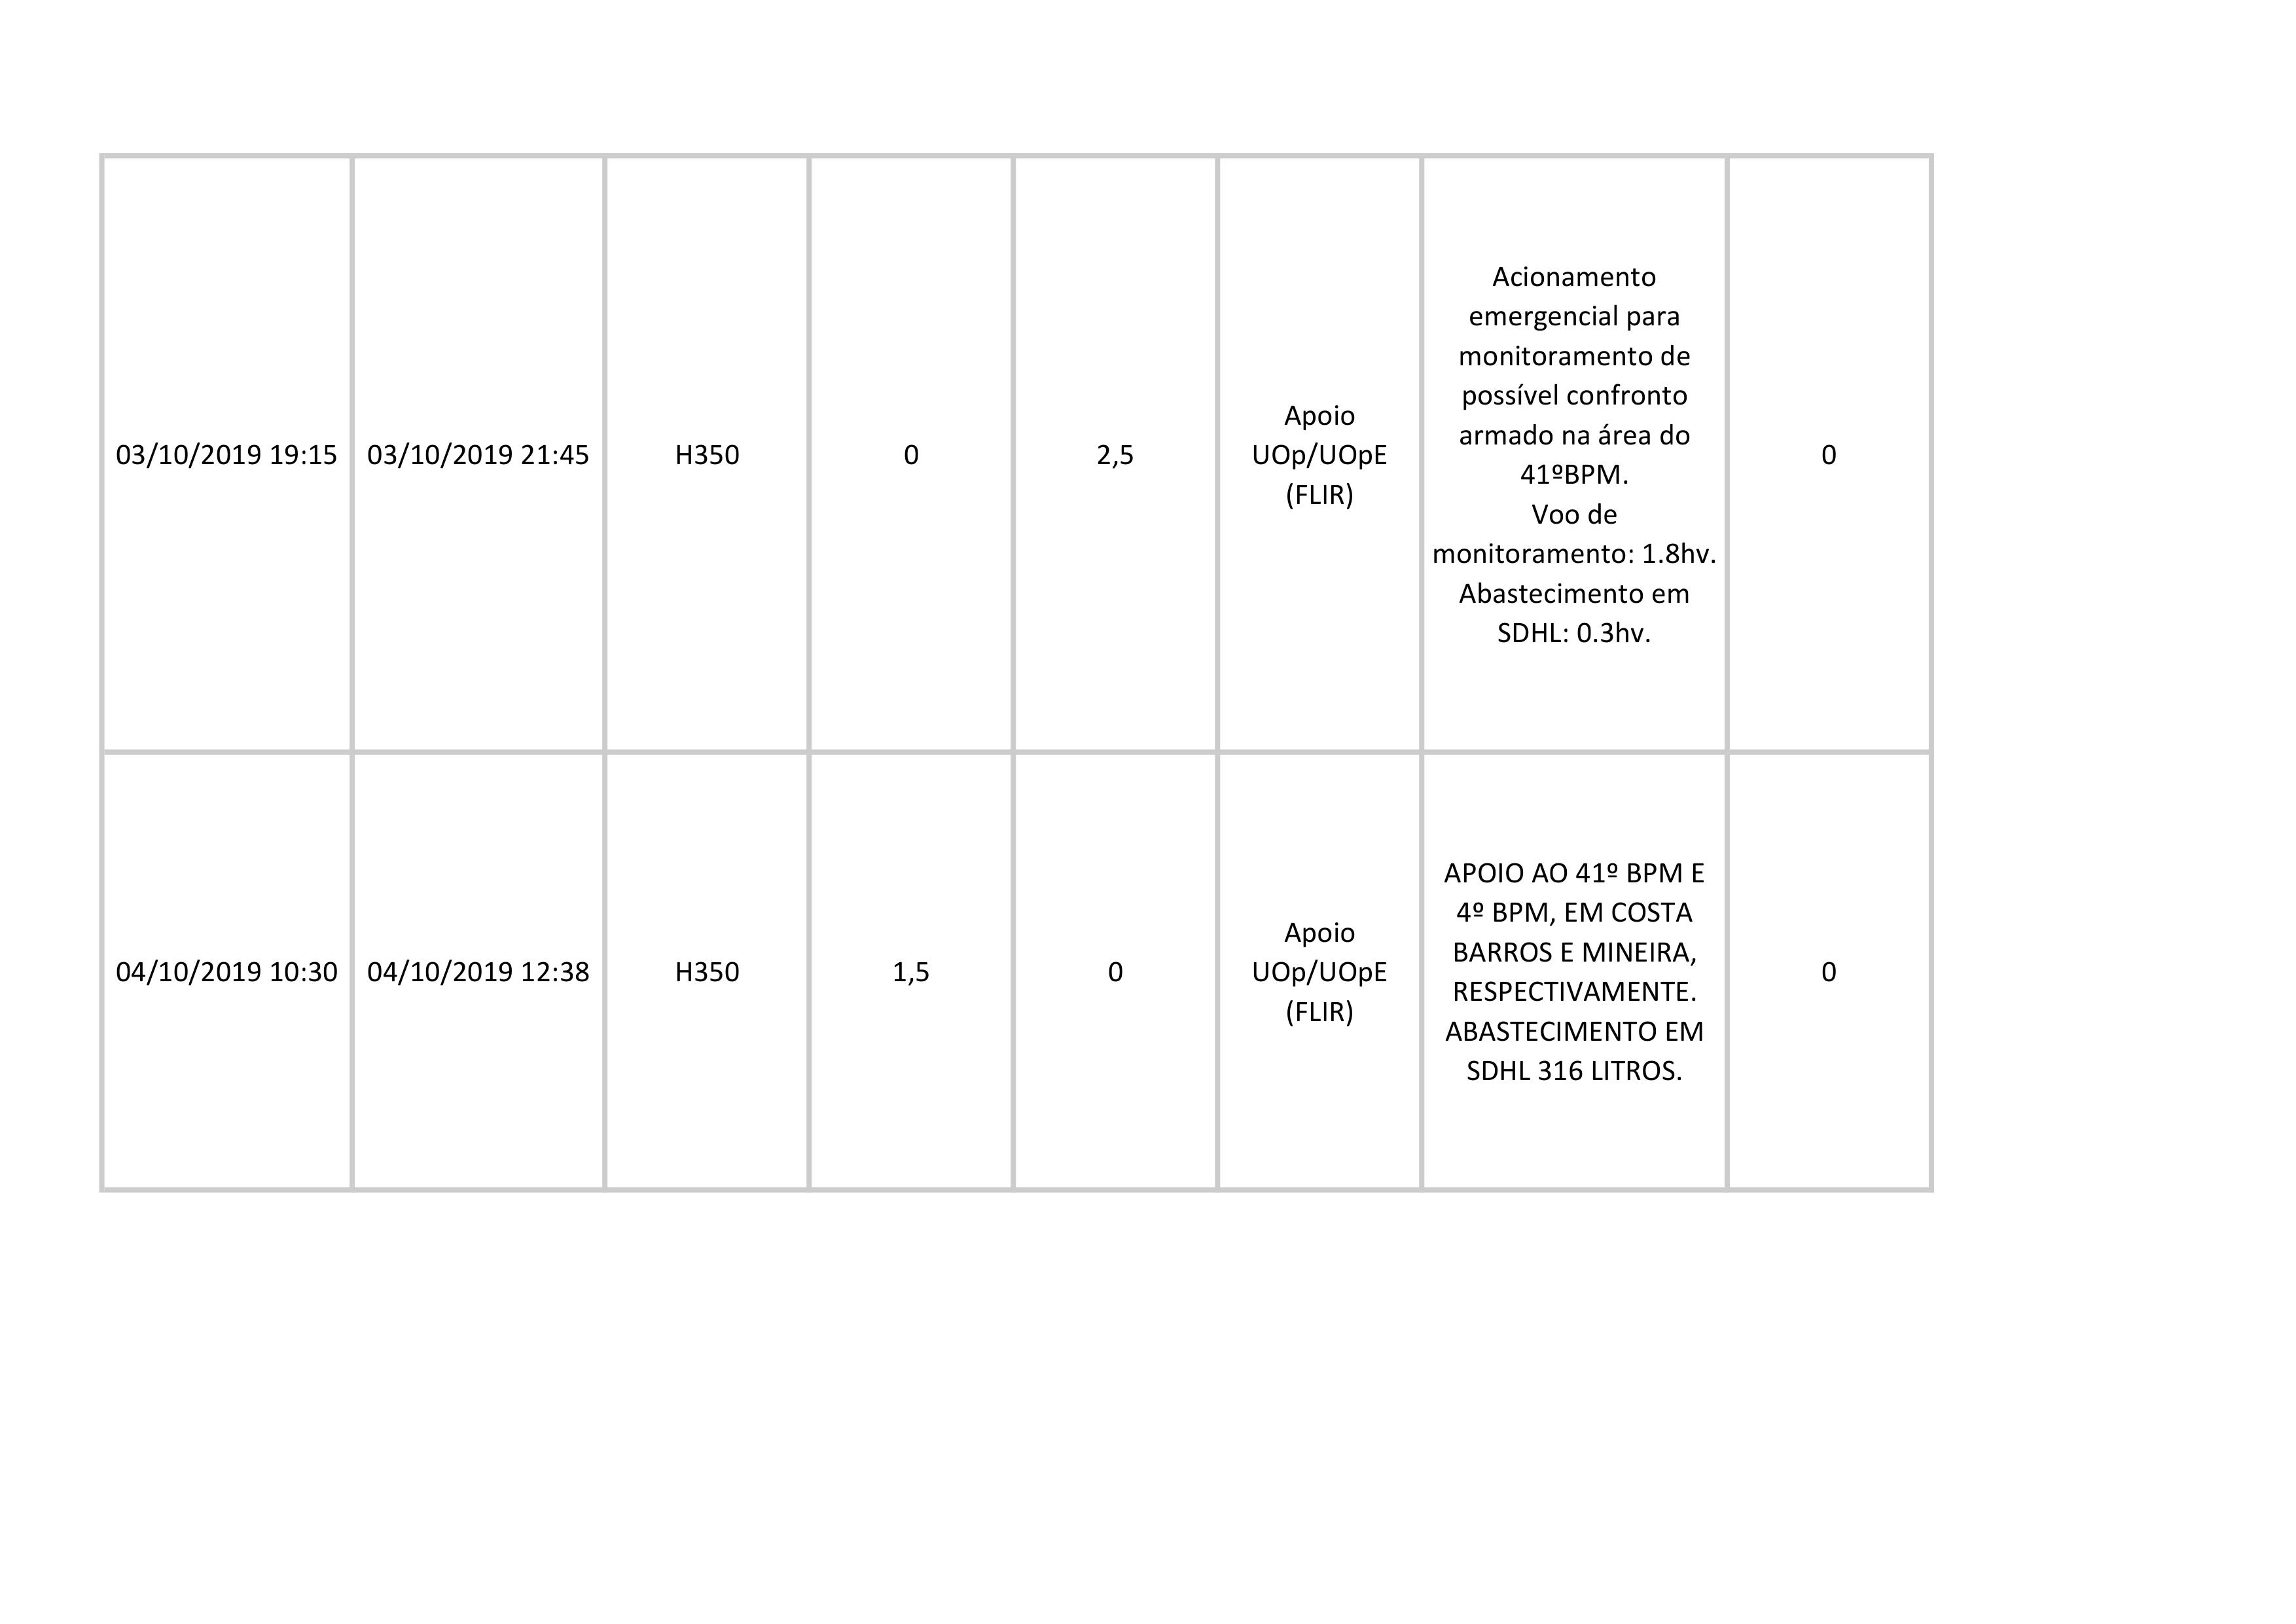 03/10/2019 19:15
03/10/2019 21:45
H350
0
2,5
Apoio
UOp/UOpE
(FLIR)
Acionamento
emergencial para
monitoramento de
possível confronto
armado na área do
41ºBPM.
Voo de
monitoramento: 1.8hv.
Abastecimento em
SDHL: 0.3hv.
0
04/10/2019 10:30
04/10/2019 12:38
H350
1,5
0
Apoio
UOp/UOpE
(FLIR)
APOIO AO 41º BPM E
4º BPM, EM COSTA
BARROS E MINEIRA,
RESPECTIVAMENTE.
ABASTECIMENTO EM
SDHL 316 LITROS.
0